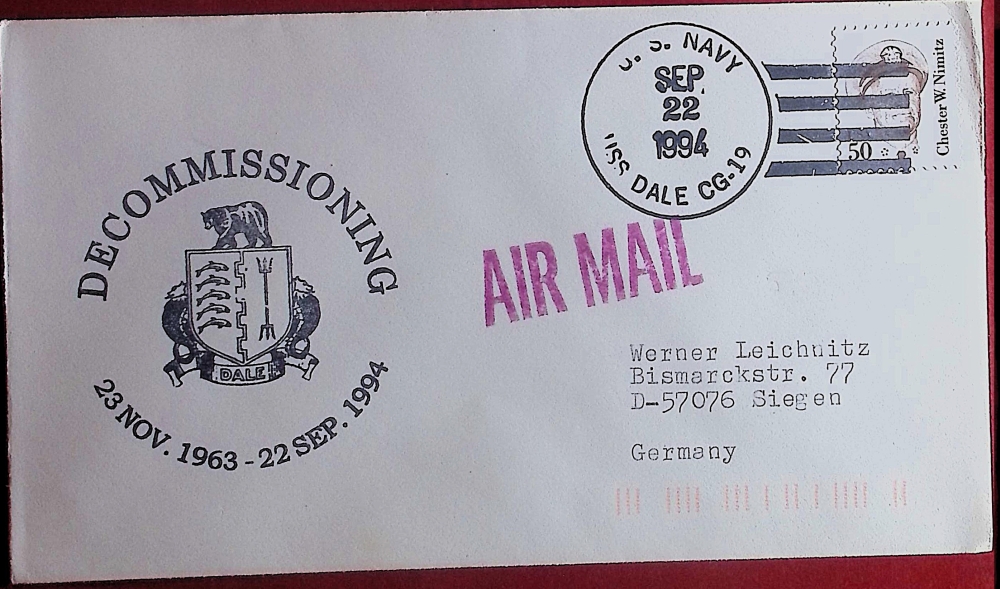 U. S. NAVY
SEP.
22
1994
USS DALE CG-19
50
Chester W. Nimitz
DECOMMISSIONING
DALE
23 NOV. 1963 - 22 SEP. 1994
AIR MAIL
Werner Leichnitz
Bismarckstr. 77
D-57076 Siegen
Germany